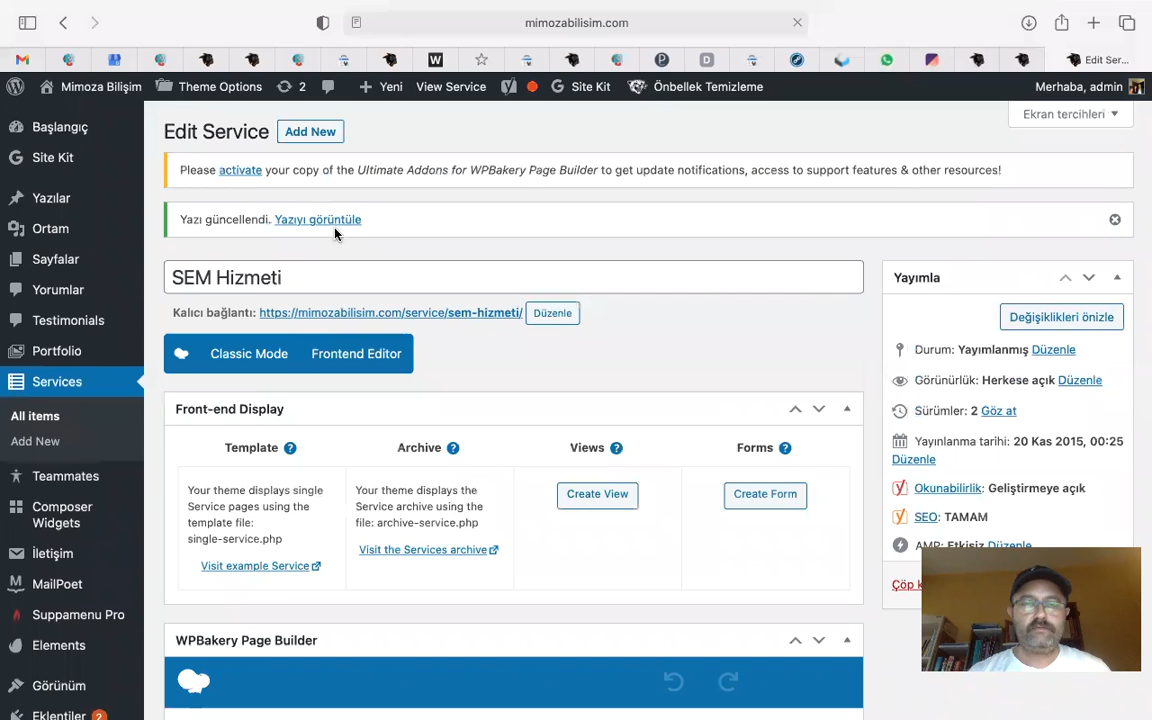 mimozabilisim.com
W
P
D
Edit Ser...
Mimoza Bilişim
Theme Options
2
Yeni
View Service
Site Kit
Önbellek Temizleme
Merhaba, admin
Başlangıç
Site Kit
Yazılar
Ortam
Sayfalar
Yorumlar
Testimonials
Portfolio
Services
All items
Add New
Teammates
Composer
Widgets
İletişim
MailPoet
Suppamenu Pro
Elements
Görünüm
Eklentiler 2
Ekran tercihleri
Edit Service
Add New
Please activate your copy of the Ultimate Addons for WPBakery Page Builder to get update notifications, access to support features & other resources!
Yazı güncellendi. Yazıyı görüntüle
SEM Hizmeti
Kalıcı bağlantı: https://mimozabilisim.com/service/sem-hizmeti/ Düzenle
Classic Mode
Frontend Editor
Front-end Display
Template ?
Your theme displays single
Service pages using the
template file:
single-service.php
Visit example Service
Archive ?
Your theme displays the
Service archive using the
file: archive-service.php
Visit the Services archive
Views ?
Create View
Forms ?
Create Form
WPBakery Page Builder
Yayımla
Değişiklikleri önizle
Durum: Yayımlanmış Düzenle
Görünürlük: Herkese açık Düzenle
Sürümler: 2 Göz at
Yayınlanma tarihi: 20 Kas 2015, 00:25
Düzenle
Okunabilirlik: Geliştirmeye açık
SEO: TAMAM
AMP: Etkisiz Düzenle
Çöp